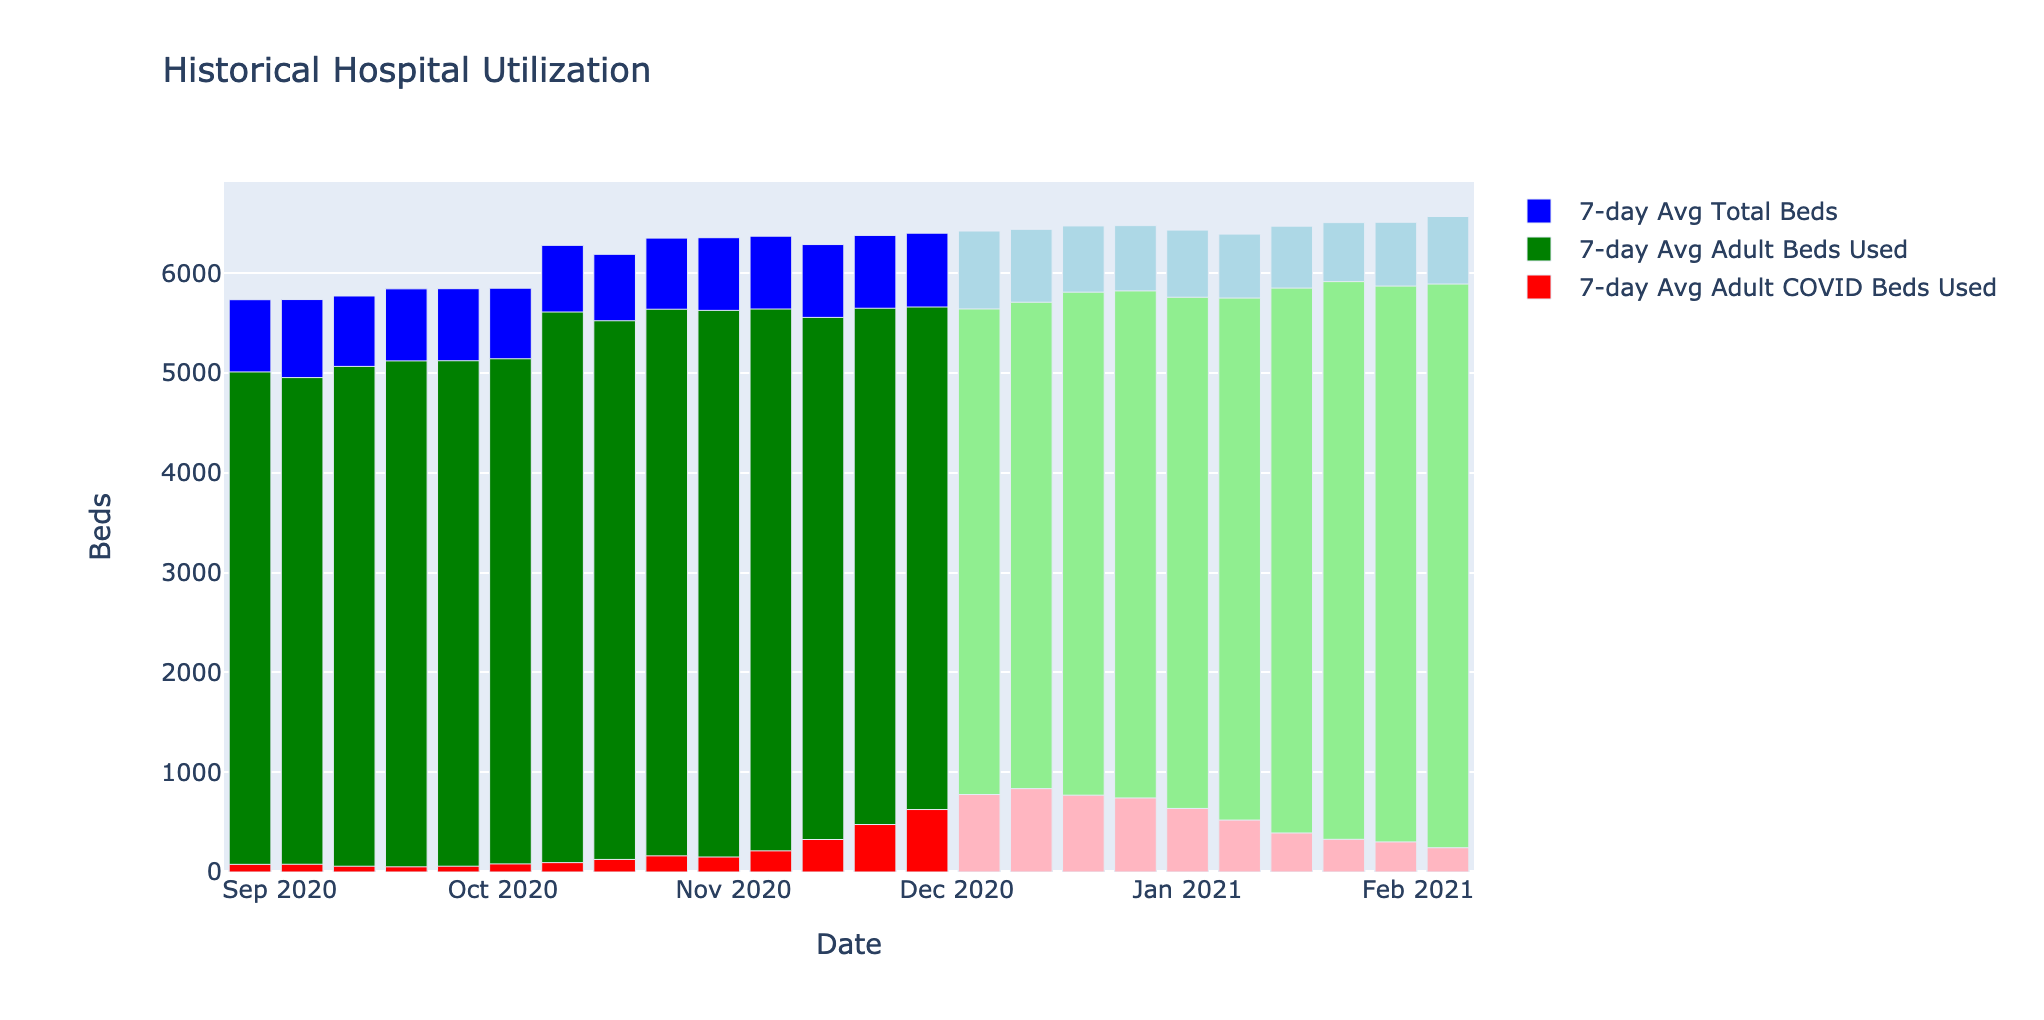 Historical Hospital Utilization
7-day Avg Total Beds
7-day Avg Adult Beds Used
7-day Avg Adult COVID Beds Used
6000
5000
4000
3000
2000
1000
0
Beds
Sep 2020 Oct 2020 Nov 2020 Dec 2020 Jan 2021 Feb 2021
Date